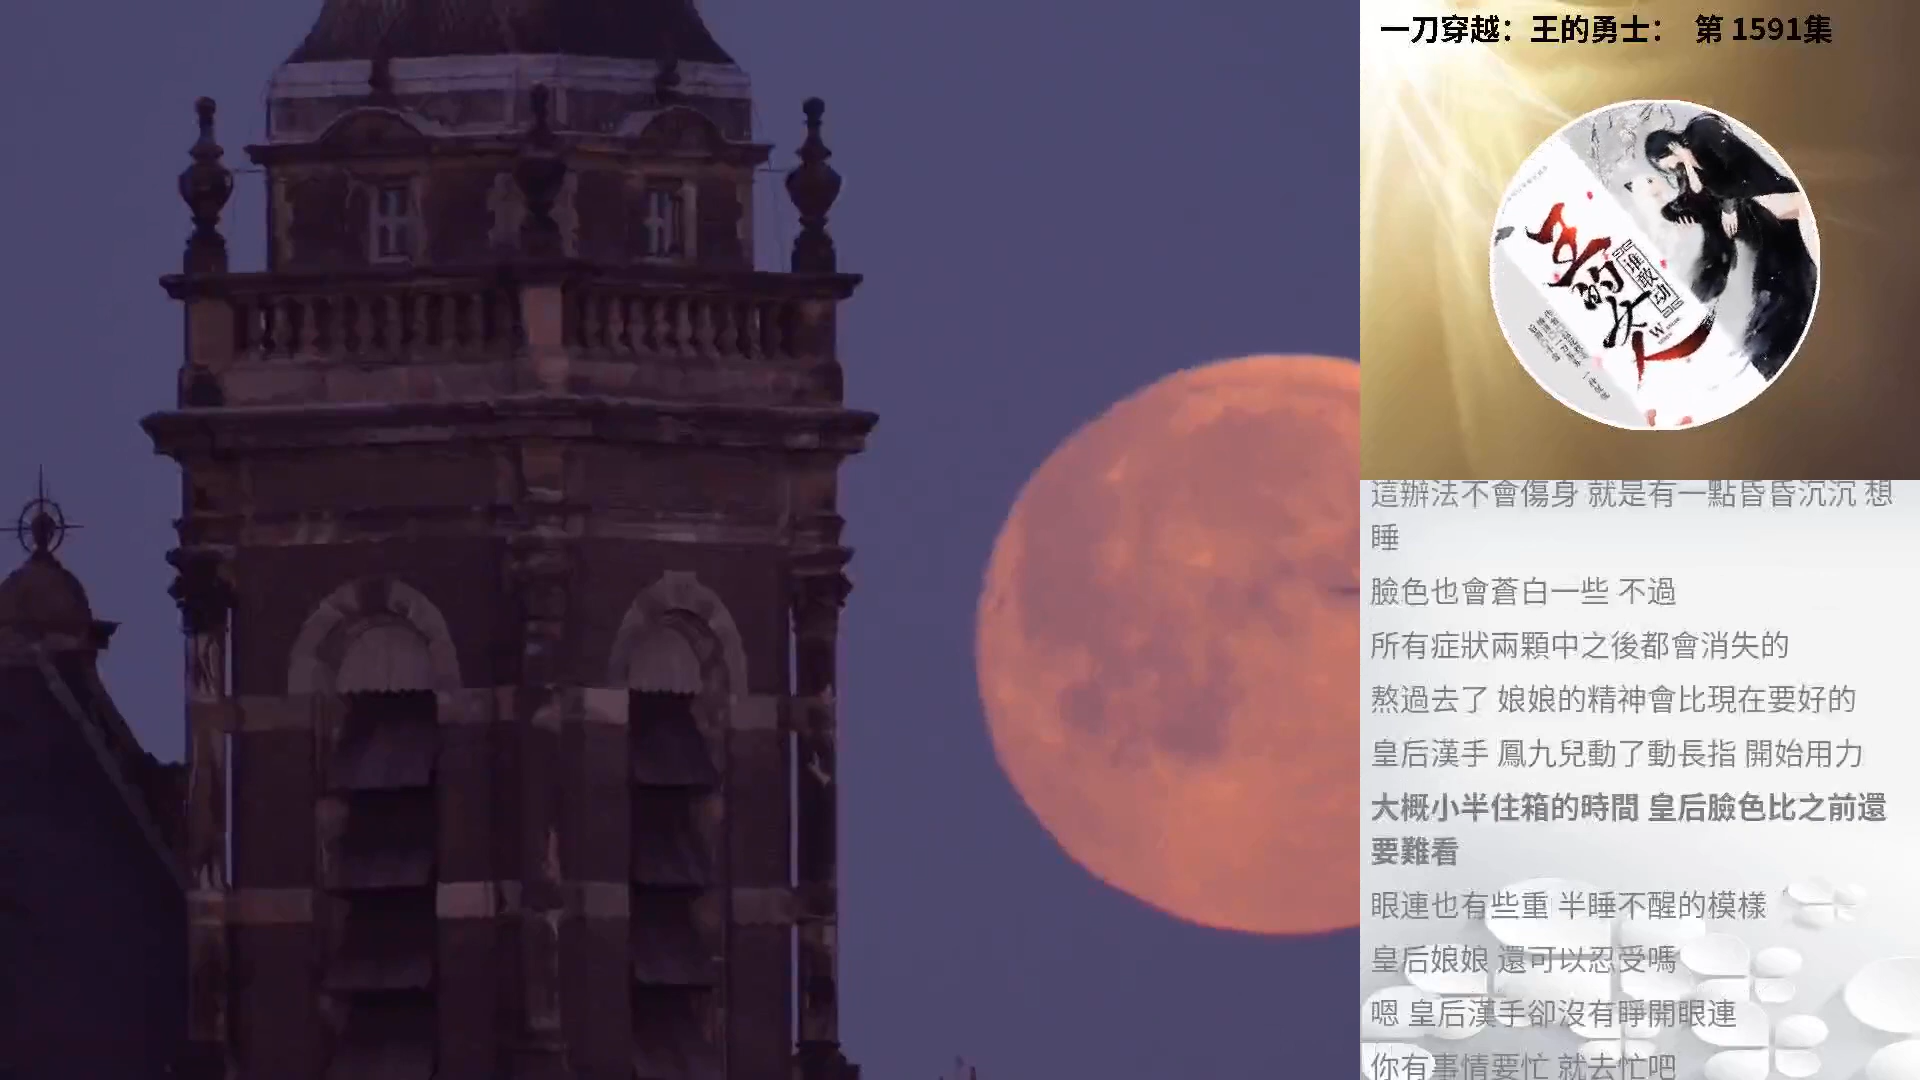 一刀穿越：王的勇士： 第 1591集
王的女人
谁敢动
這辦法不會傷身 就是有一點昏昏沉沉 想
睡
臉色也會蒼白一些 不過
所有症狀兩顆中之後都會消失的
熬過去了 娘娘的精神會比現在要好的
皇后漢手 鳳九兒動了動長指 開始用力
大概小半住箱的時間 皇后臉色比之前還
要難看
眼連也有些重 半睡不醒的模樣
皇后娘娘 還可以忍受嗎
嗯 皇后漢手卻沒有睜開眼連
你有事情要忙 就去忙吧